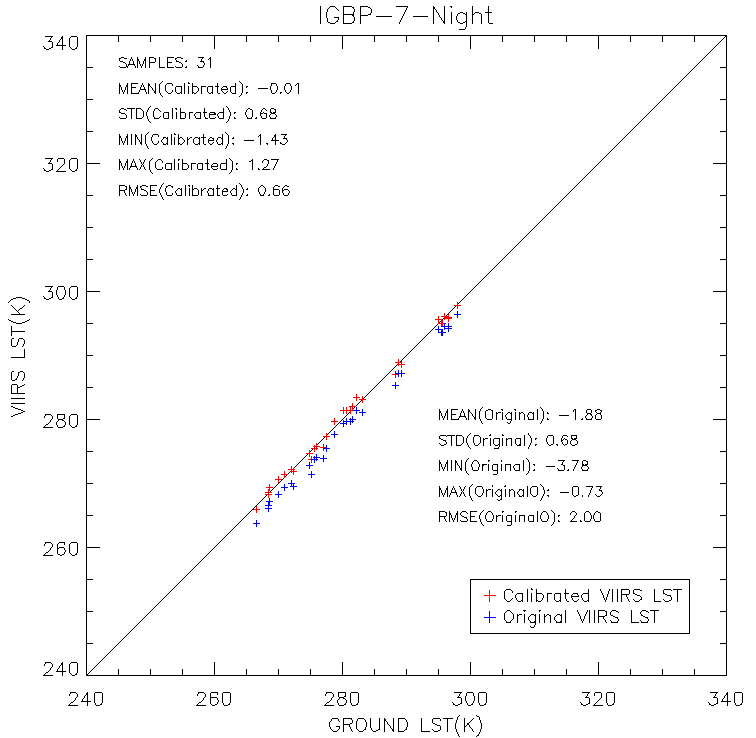 IGBP-7-Night
340
SAMPLES: 31
MEAN(Calibrated): -0.01
STD(Calibrated): 0.68
MIN(Calibrated): -1.43
MAX(Calibrated): 1.27
RMSE(Calibrated): 0.66
320
300
VIIRS LST(K)
280
MEAN(Original): -1.88
STD(Original): 0.68
MIN(Original): -3.78
MAX(OriginalO): -0.73
RMSE(OriginalO): 2.00
260
+ Calibrated VIIRS LST
+ Original VIIRS LST
240
240 260 280 300 320 340
GROUND LST(K)